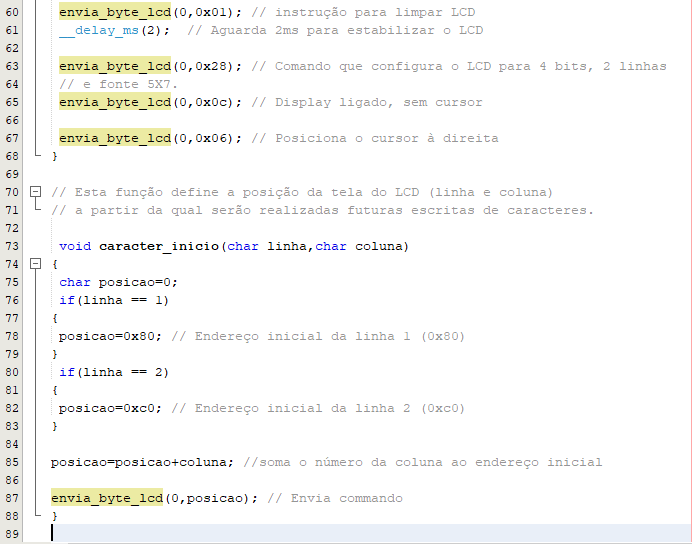 60 envia_byte_lcd(0,0x01); // instrução para limpar LCD
61 __delay_ms(2);  // Aguarda 2ms para estabilizar o LCD
62
63 envia_byte_lcd(0,0x28); // Comando que configura o LCD para 4 bits, 2 linhas
64 // e fonte 5X7.
65 envia_byte_lcd(0,0x0c); // Display ligado, sem cursor
66
67 envia_byte_lcd(0,0x06); // Posiciona o cursor à direita
68 }
69
70 // Esta função define a posição da tela do LCD (linha e coluna)
71 // a partir da qual serão realizadas futuras escritas de caracteres.
72
73 void caracter_inicio(char linha,char coluna)
74 {
75 char posicao=0;
76 if(linha == 1)
77 {
78 posicao=0x80; // Endereço inicial da linha 1 (0x80)
79 }
80 if(linha == 2)
81 {
82 posicao=0xc0; // Endereço inicial da linha 2 (0xc0)
83 }
84
85 posicao=posicao+coluna; //soma o número da coluna ao endereço inicial
86
87 envia_byte_lcd(0,posicao); // Envia commando
88 }
89